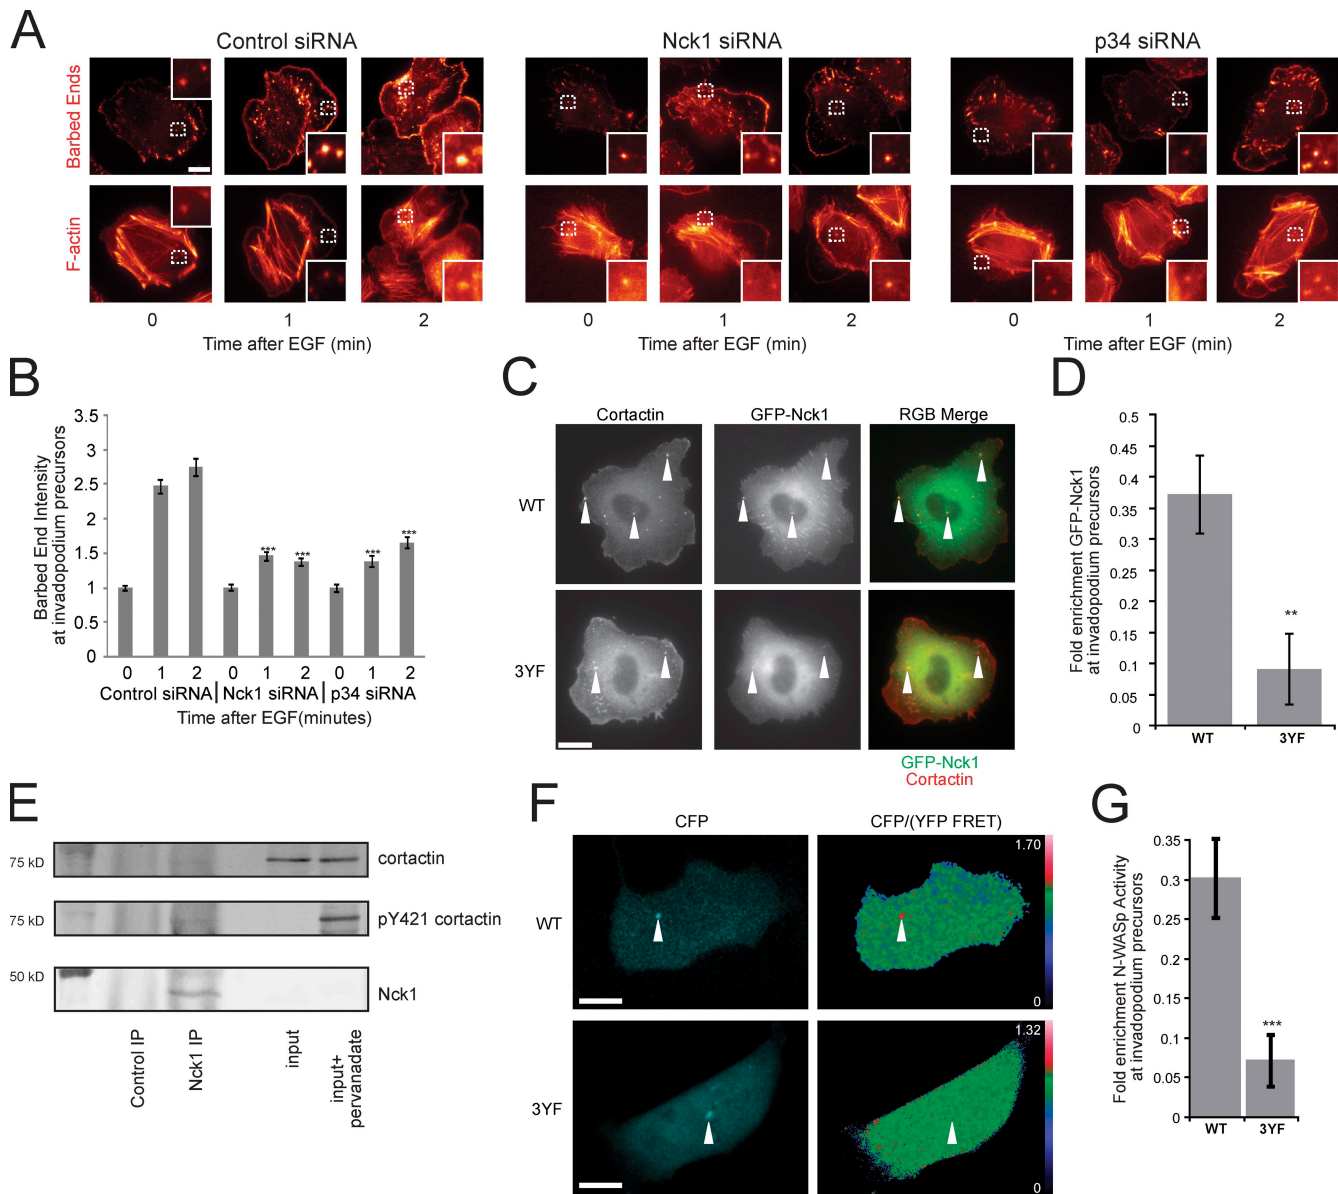 A
Control siRNA
Nck1 siRNA
p34 siRNA
Barbed Ends
F-actin
0 1 2 0 1 2 0 1 2
Time after EGF (min)
Time after EGF (min)
Time after EGF (min)
B
Barbed End Intensity
at invadopodium precursors
3.5
3
2.5
2
1.5
1
0.5
0
*** *** *** ***
0 1 2 0 1 2 0 1 2
Control siRNA Nck1 siRNA p34 siRNA
Time after EGF(minutes)
C
Cortactin GFP-Nck1 RGB Merge
WT
3YF
GFP-Nck1
Cortactin
D
Fold enrichment GFP-Nck1
at invadopodium precursors
0.5
0.45
0.4
0.35
0.3
0.25
0.2
0.15
0.1
0.05
0
**
WT 3YF
E
75 kD cortactin
75 kD pY421 cortactin
50 kD Nck1
Control IP
Nck1 IP
input
input+
pervanadate
F
CFP CFP/(YFP FRET)
WT
1.70
0
3YF
1.32
0
G
Fold enrichment N-WASp Activity
at invadopodium precursors
0.35
0.3
0.25
0.2
0.15
0.1
0.05
0
***
WT 3YF